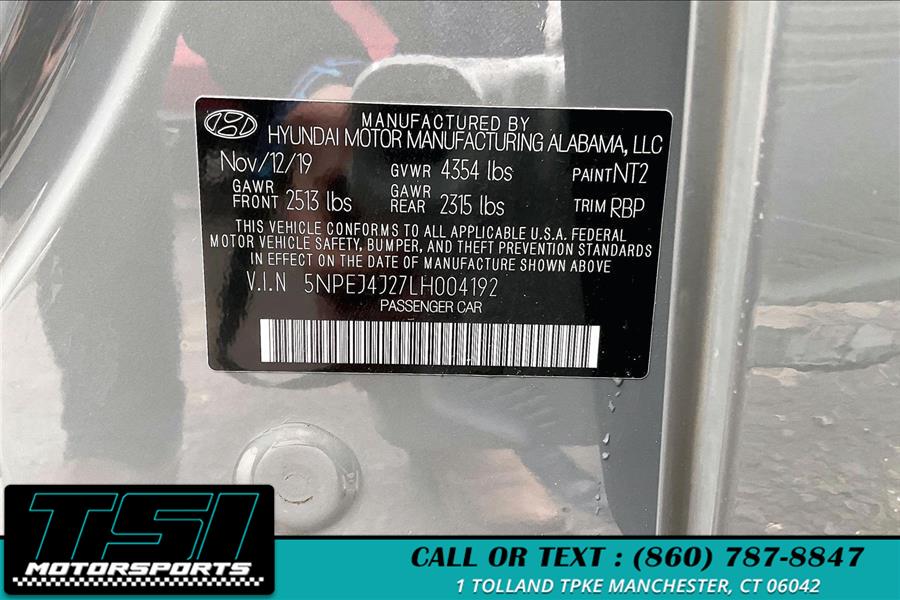 MANUFACTURED BY
HYUNDAI MOTOR MANUFACTURING ALABAMA, LLC
Nov/12/19 GVWR 4354 lbs PAINT NT2
GAWR FRONT 2513 lbs GAWR REAR 2315 lbs TRIM RBP
THIS VEHICLE CONFORMS TO ALL APPLICABLE U.S.A. FEDERAL
MOTOR VEHICLE SAFETY, BUMPER, AND THEFT PREVENTION STANDARDS
IN EFFECT ON THE DATE OF MANUFACTURE SHOWN ABOVE
V.I.N 5NPEJ4J27LH004192
PASSENGER CAR
TSI
MOTORSPORTS
CALL OR TEXT : (860) 787-8847
1 TOLLAND TPKE MANCHESTER, CT 06042